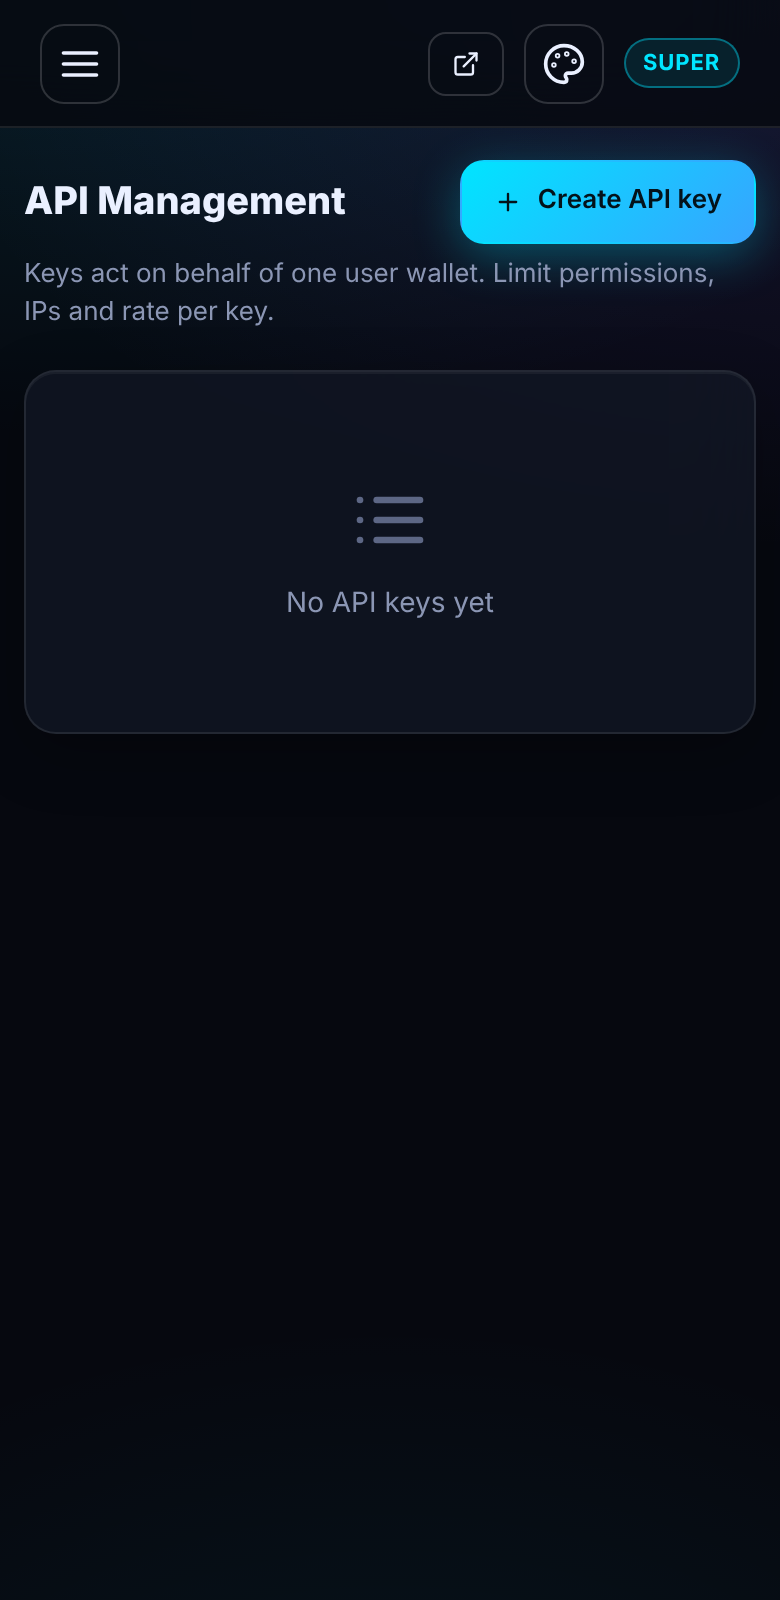 SUPER
API Management
Create API key
Keys act on behalf of one user wallet. Limit permissions,
IPs and rate per key.
No API keys yet